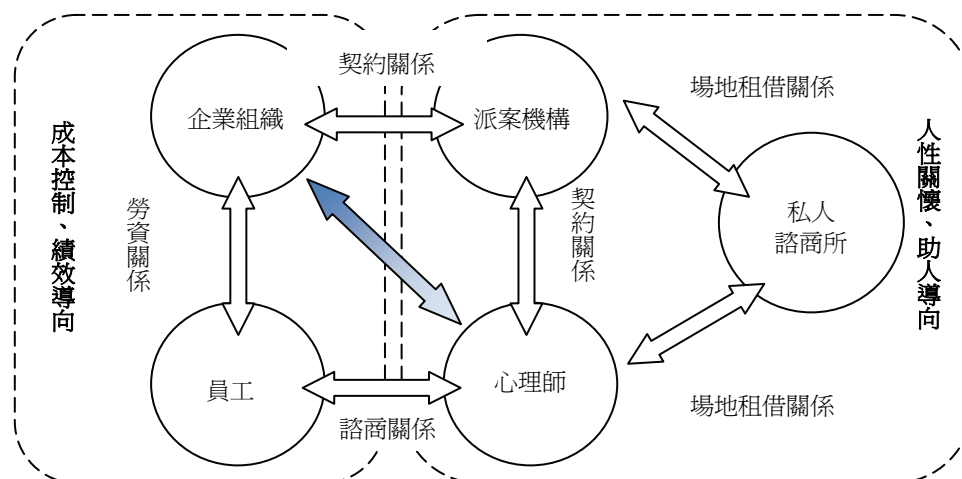 契約關係
場地租借關係
企業組織
派案機構
成本控制、績效導向
勞資關係
契約關係
私人
諮商所
人性關懷、助人導向
員工
心理師
場地租借關係
諮商關係